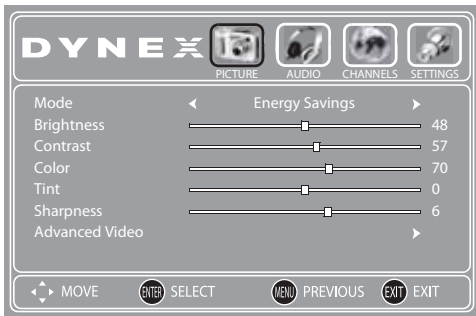 DYNEX
PICTURE AUDIO CHANNELS SETTINGS
Mode Energy Savings
Brightness 48
Contrast 57
Color 70
Tint 0
Sharpness 6
Advanced Video
MOVE ENTER SELECT MENU PREVIOUS EXIT EXIT